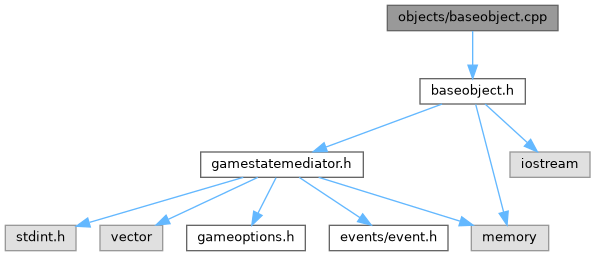 objects/baseobject.cpp
baseobject.h
gamestatemediator.h
iostream
stdint.h
vector
gameoptions.h
events/event.h
memory